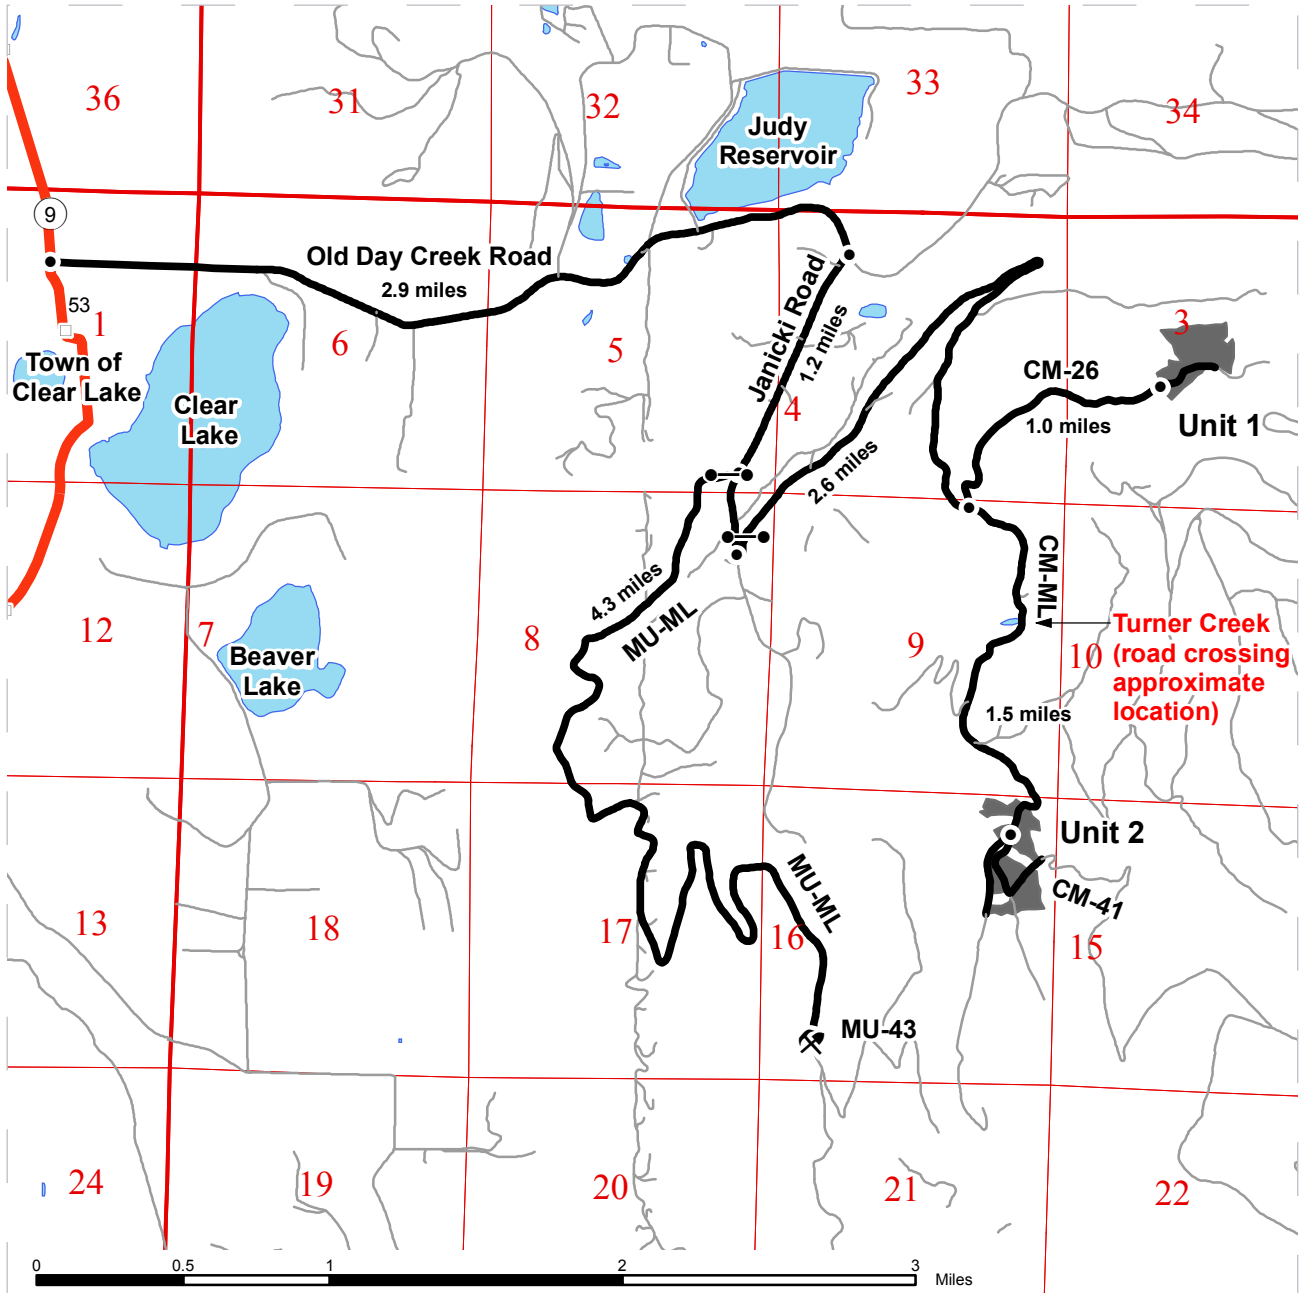 36
31
32
33
34
Judy
Reservoir
9
Old Day Creek Road
2.9 miles
53
1
6
5
Janicki Road
1.2 miles
4
3
Town of
Clear Lake
Clear
Lake
CM-26
1.0 miles
Unit 1
2.6 miles
CM-ML
4.3 miles
MU-ML
12
7
8
9
10
Turner Creek
(road crossing
approximate
location)
Beaver
Lake
1.5 miles
Unit 2
MU-ML
CM-41
13
18
17
16
15
MU-43
24
19
20
21
22
0
0.5
1
2
3
Miles